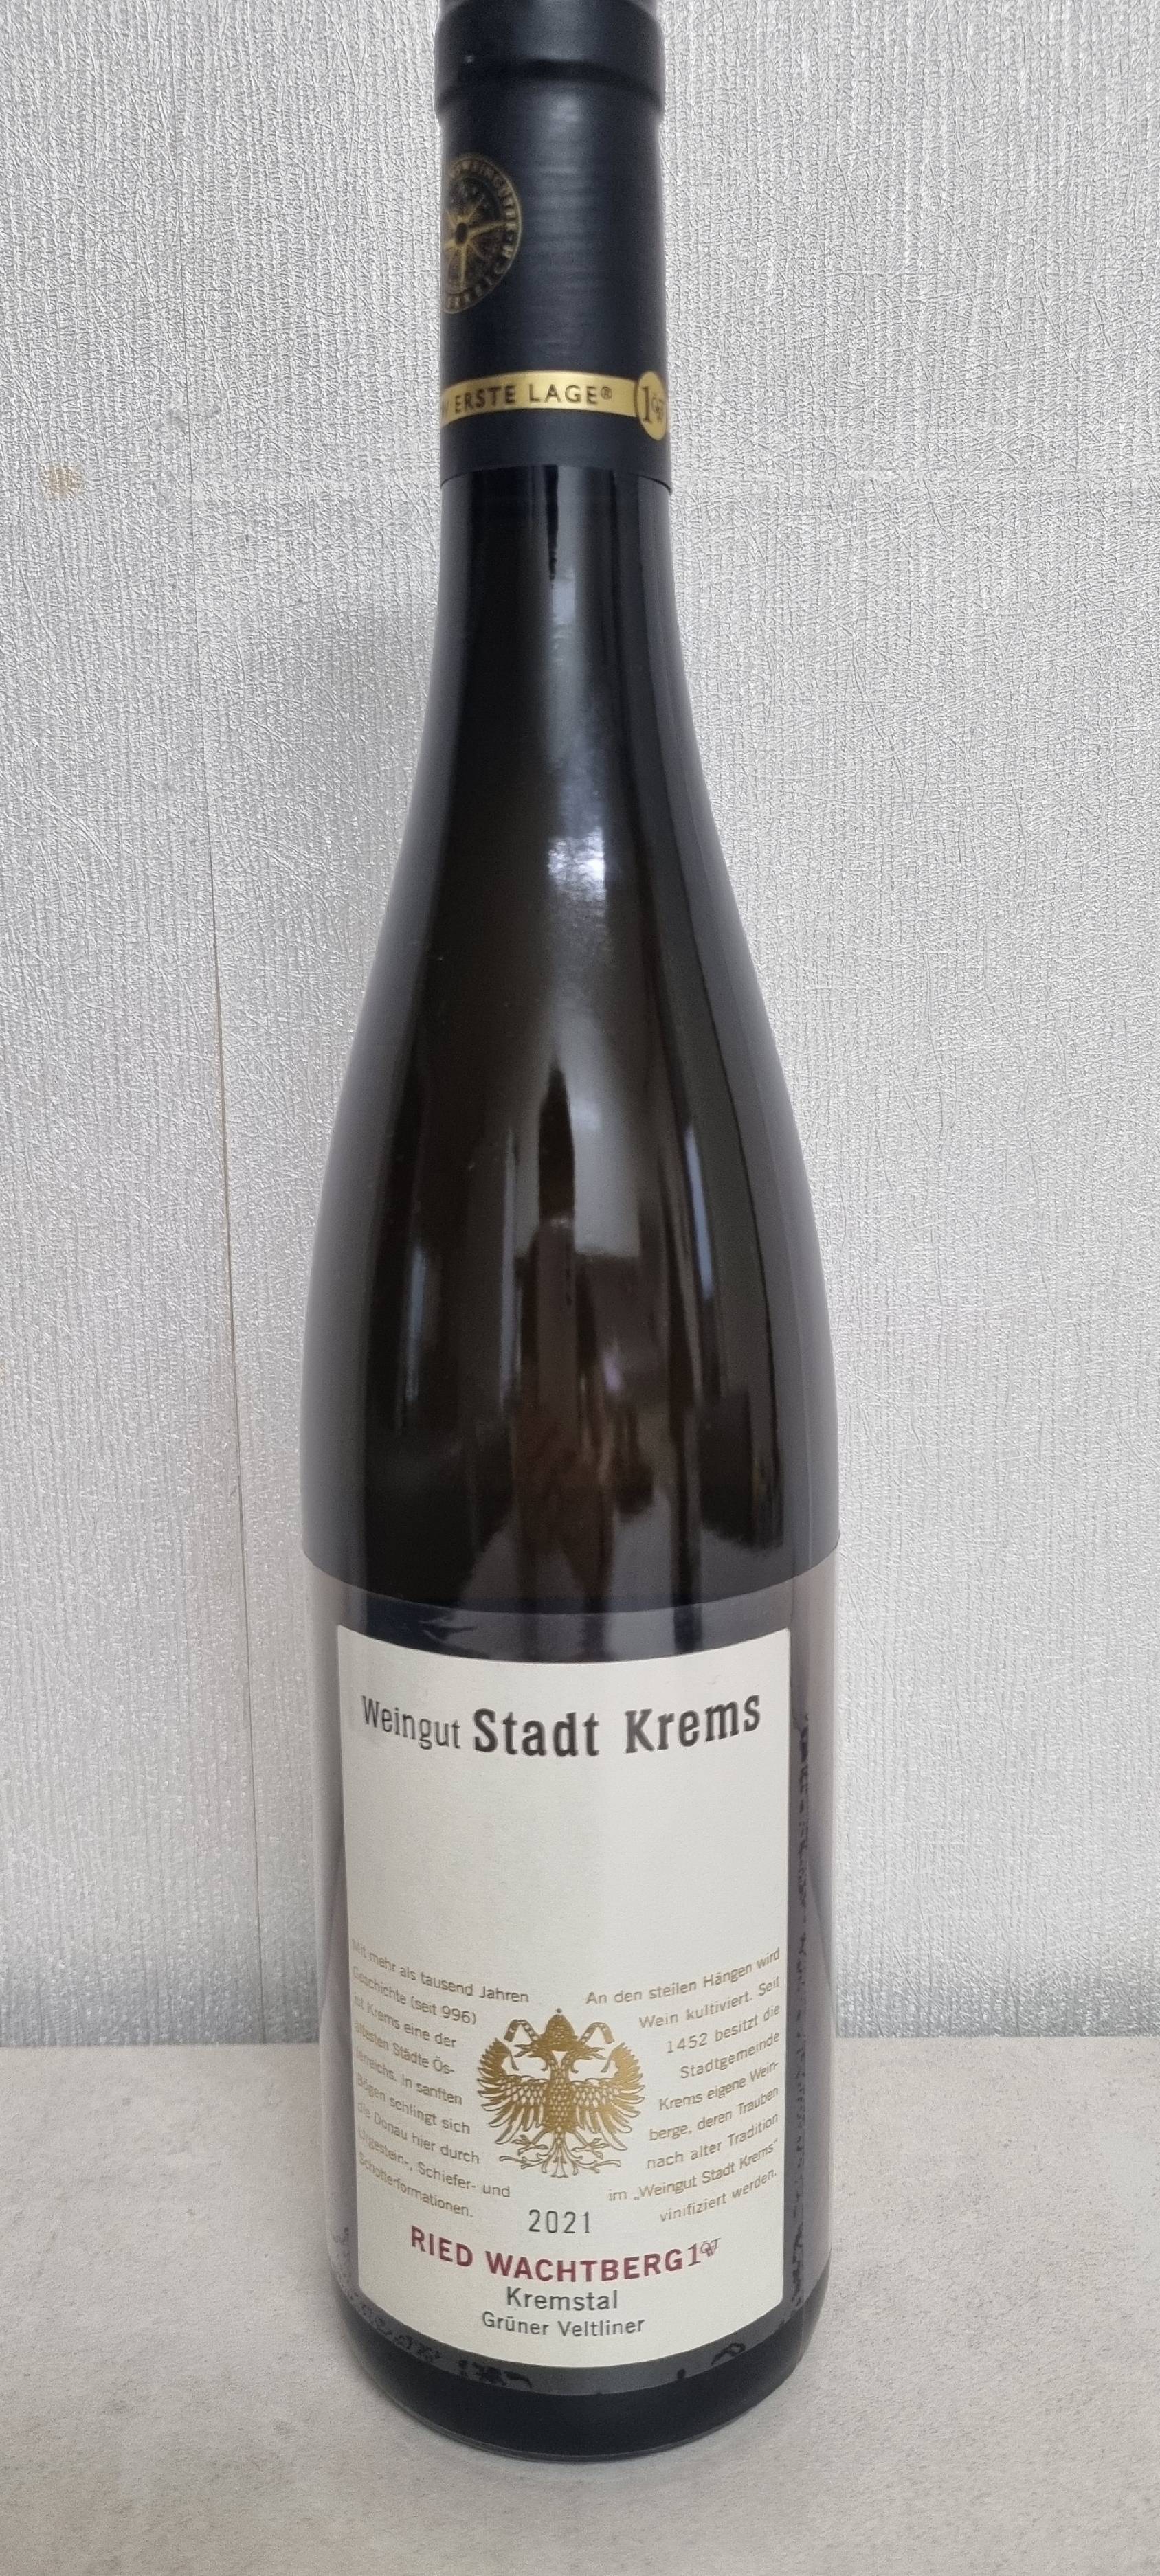 ERSTE LAGE®
Weingut Stadt Krems
Mit mehr als tausend Jahren
Geschichte (seit 996)
ist Krems eine der
ältesten Städte Ös-
terreichs. In sanften
Bögen schlingt sich
die Donau hier durch
Urgestein-, Schiefer- und
Schotterformationen.
An den steilen Hängen wird
Wein kultiviert. Seit
1452 besitzt die
Stadtgemeinde
Krems eigene Wein-
berge, deren Trauben
nach alter Tradition
im „Weingut Stadt Krems"
vinifiziert werden.
2021
RIED WACHTBERG 1ÖTW
Kremstal
Grüner Veltliner